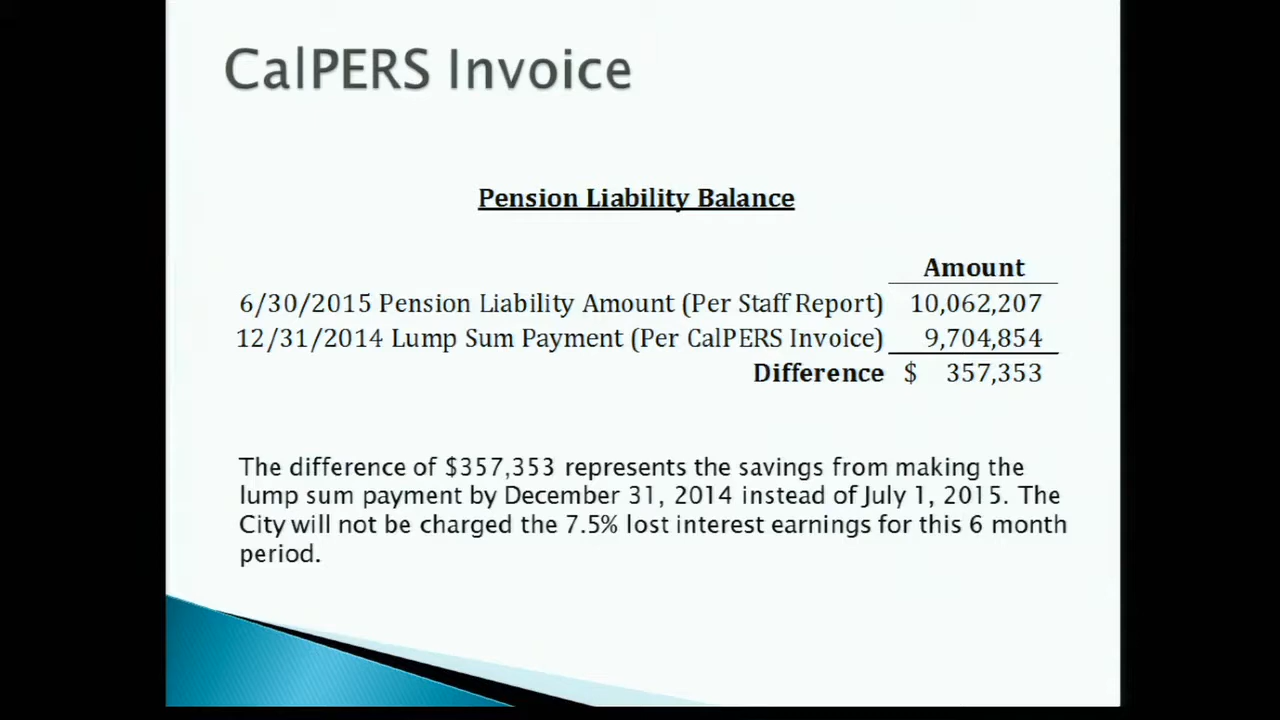 CalPERS Invoice
Pension Liability Balance
Amount
6/30/2015 Pension Liability Amount (Per Staff Report) 10,062,207
12/31/2014 Lump Sum Payment (Per CalPERS Invoice) 9,704,854
Difference $ 357,353
The difference of $357,353 represents the savings from making the
lump sum payment by December 31, 2014 instead of July 1, 2015. The
City will not be charged the 7.5% lost interest earnings for this 6 month
period.